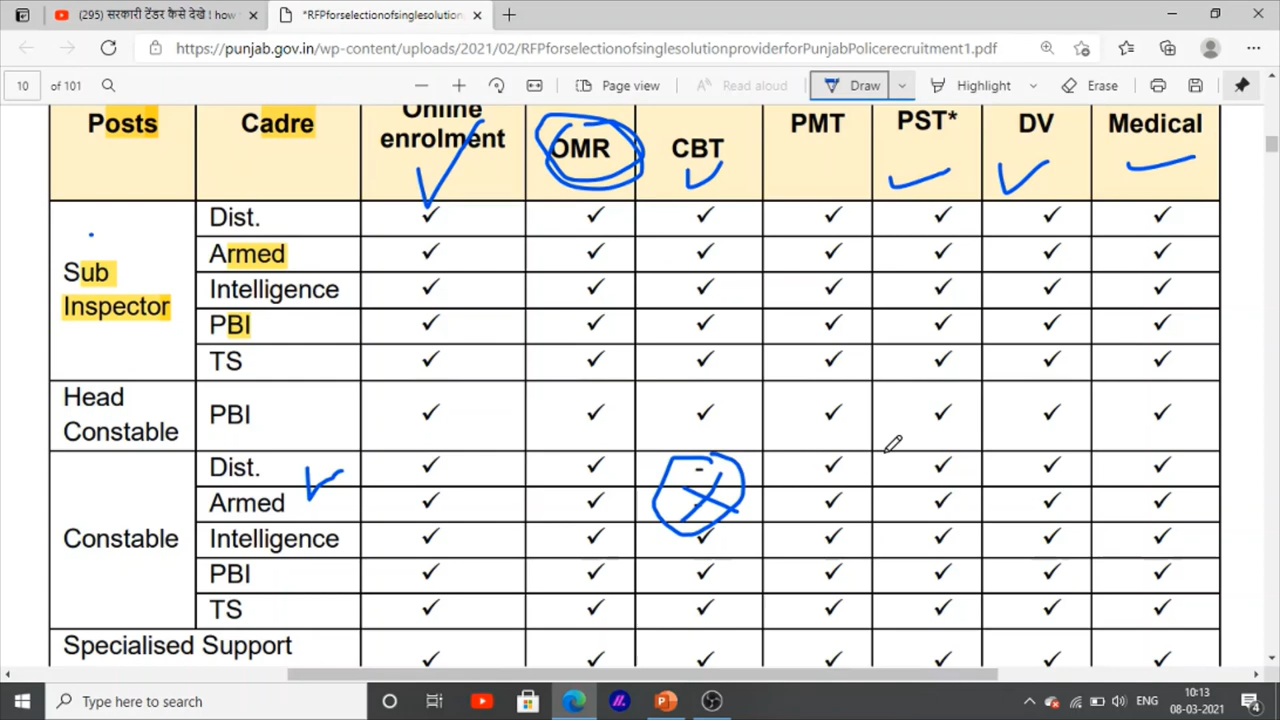 (295) सरकारी टेंडर कैसे देखे ! how
*RFPforselectionofsinglesolution
https://punjab.gov.in/wp-content/uploads/2021/02/RFPforselectionofsinglesolutionproviderforPunjabPolicerecruitment1.pdf
10 of 101 Page view Read aloud Draw Highlight Erase
Posts Cadre Online enrolment OMR CBT PMT PST* DV Medical
Sub Inspector
Dist. ✓ ✓ ✓ ✓ ✓ ✓ ✓
Armed ✓ ✓ ✓ ✓ ✓ ✓ ✓
Intelligence ✓ ✓ ✓ ✓ ✓ ✓ ✓
PBI ✓ ✓ ✓ ✓ ✓ ✓ ✓
TS ✓ ✓ ✓ ✓ ✓ ✓ ✓
Head Constable
PBI ✓ ✓ ✓ ✓ ✓ ✓ ✓
Constable
Dist. ✓ ✓ - ✓ ✓ ✓ ✓
Armed ✓ ✓ - ✓ ✓ ✓ ✓
Intelligence ✓ ✓ ✓ ✓ ✓ ✓ ✓
PBI ✓ ✓ ✓ ✓ ✓ ✓ ✓
TS ✓ ✓ ✓ ✓ ✓ ✓ ✓
Specialised Support ✓ ✓ ✓ ✓ ✓ ✓ ✓
Type here to search
ENG
10:13
08-03-2021
4